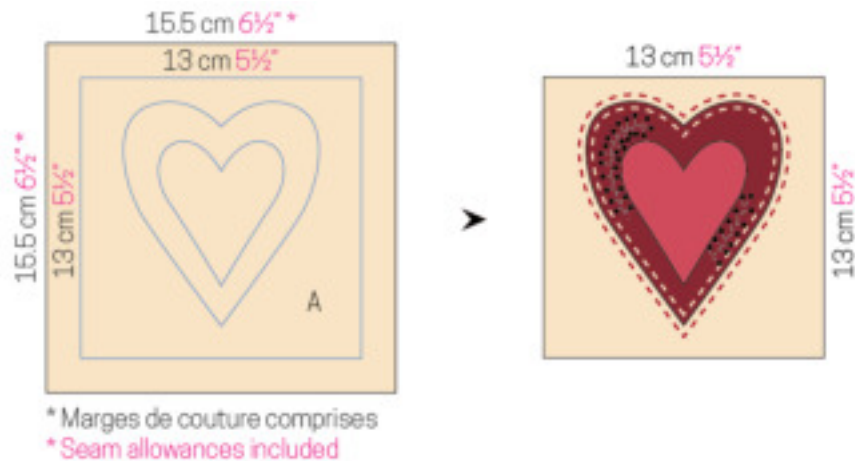 15.5 cm 6½" *
13 cm 5½"
15.5 cm 6½" *
13 cm 5½"
A
13 cm 5½"
13 cm 5½"
* Marges de couture comprises
* Seam allowances included